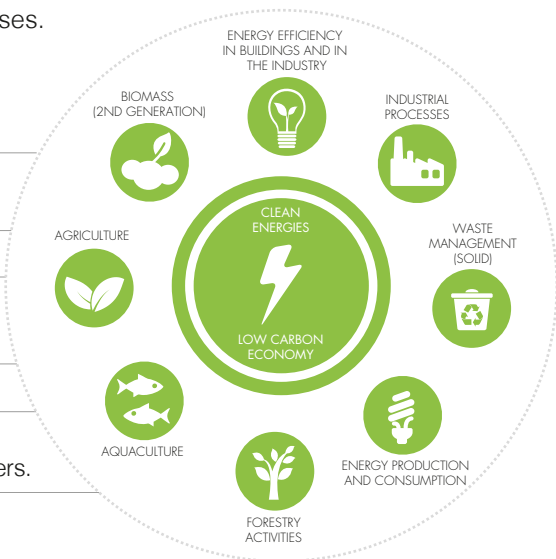 ses.
ENERGY EFFICIENCY
IN BUILDINGS AND IN
THE INDUSTRY
BIOMASS
(2ND GENERATION)
INDUSTRIAL
PROCESSES
CLEAN
ENERGIES
AGRICULTURE
WASTE
MANAGEMENT
(SOLID)
LOW CARBON
ECONOMY
AQUACULTURE
ers.
ENERGY PRODUCTION
AND CONSUMPTION
FORESTRY
ACTIVITIES